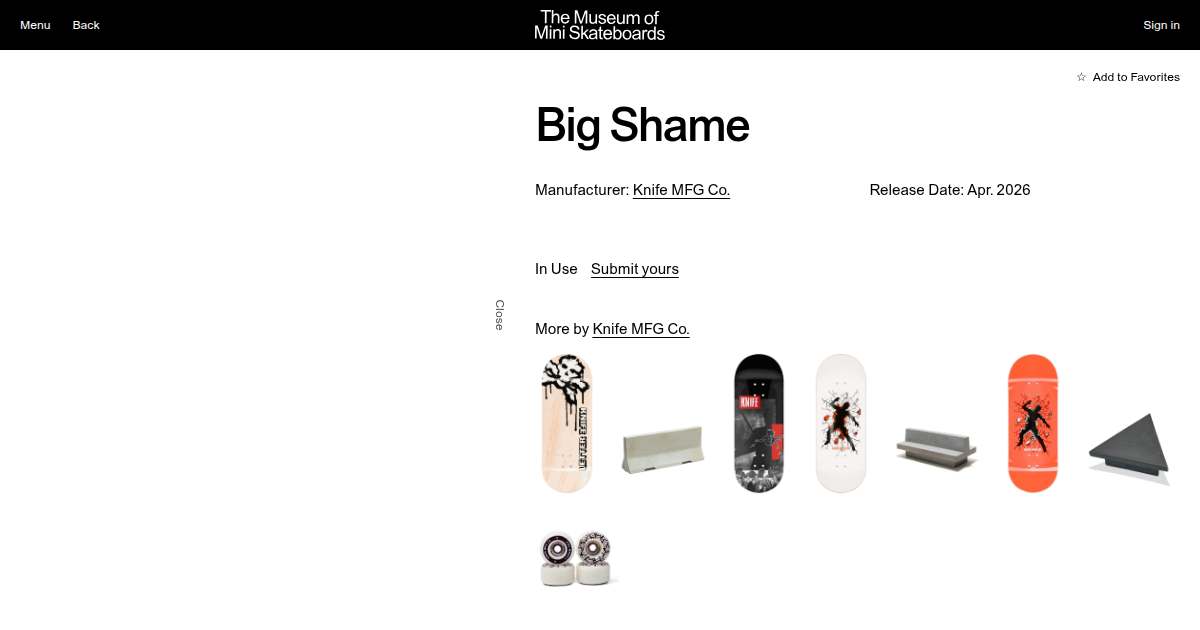 Menu
Back
The Museum of
Mini Skateboards
Sign in
☆ Add to Favorites
Big Shame
Manufacturer: Knife MFG Co.
Release Date: Apr. 2026
In Use
Submit yours
Close
More by Knife MFG Co.
KNIFE